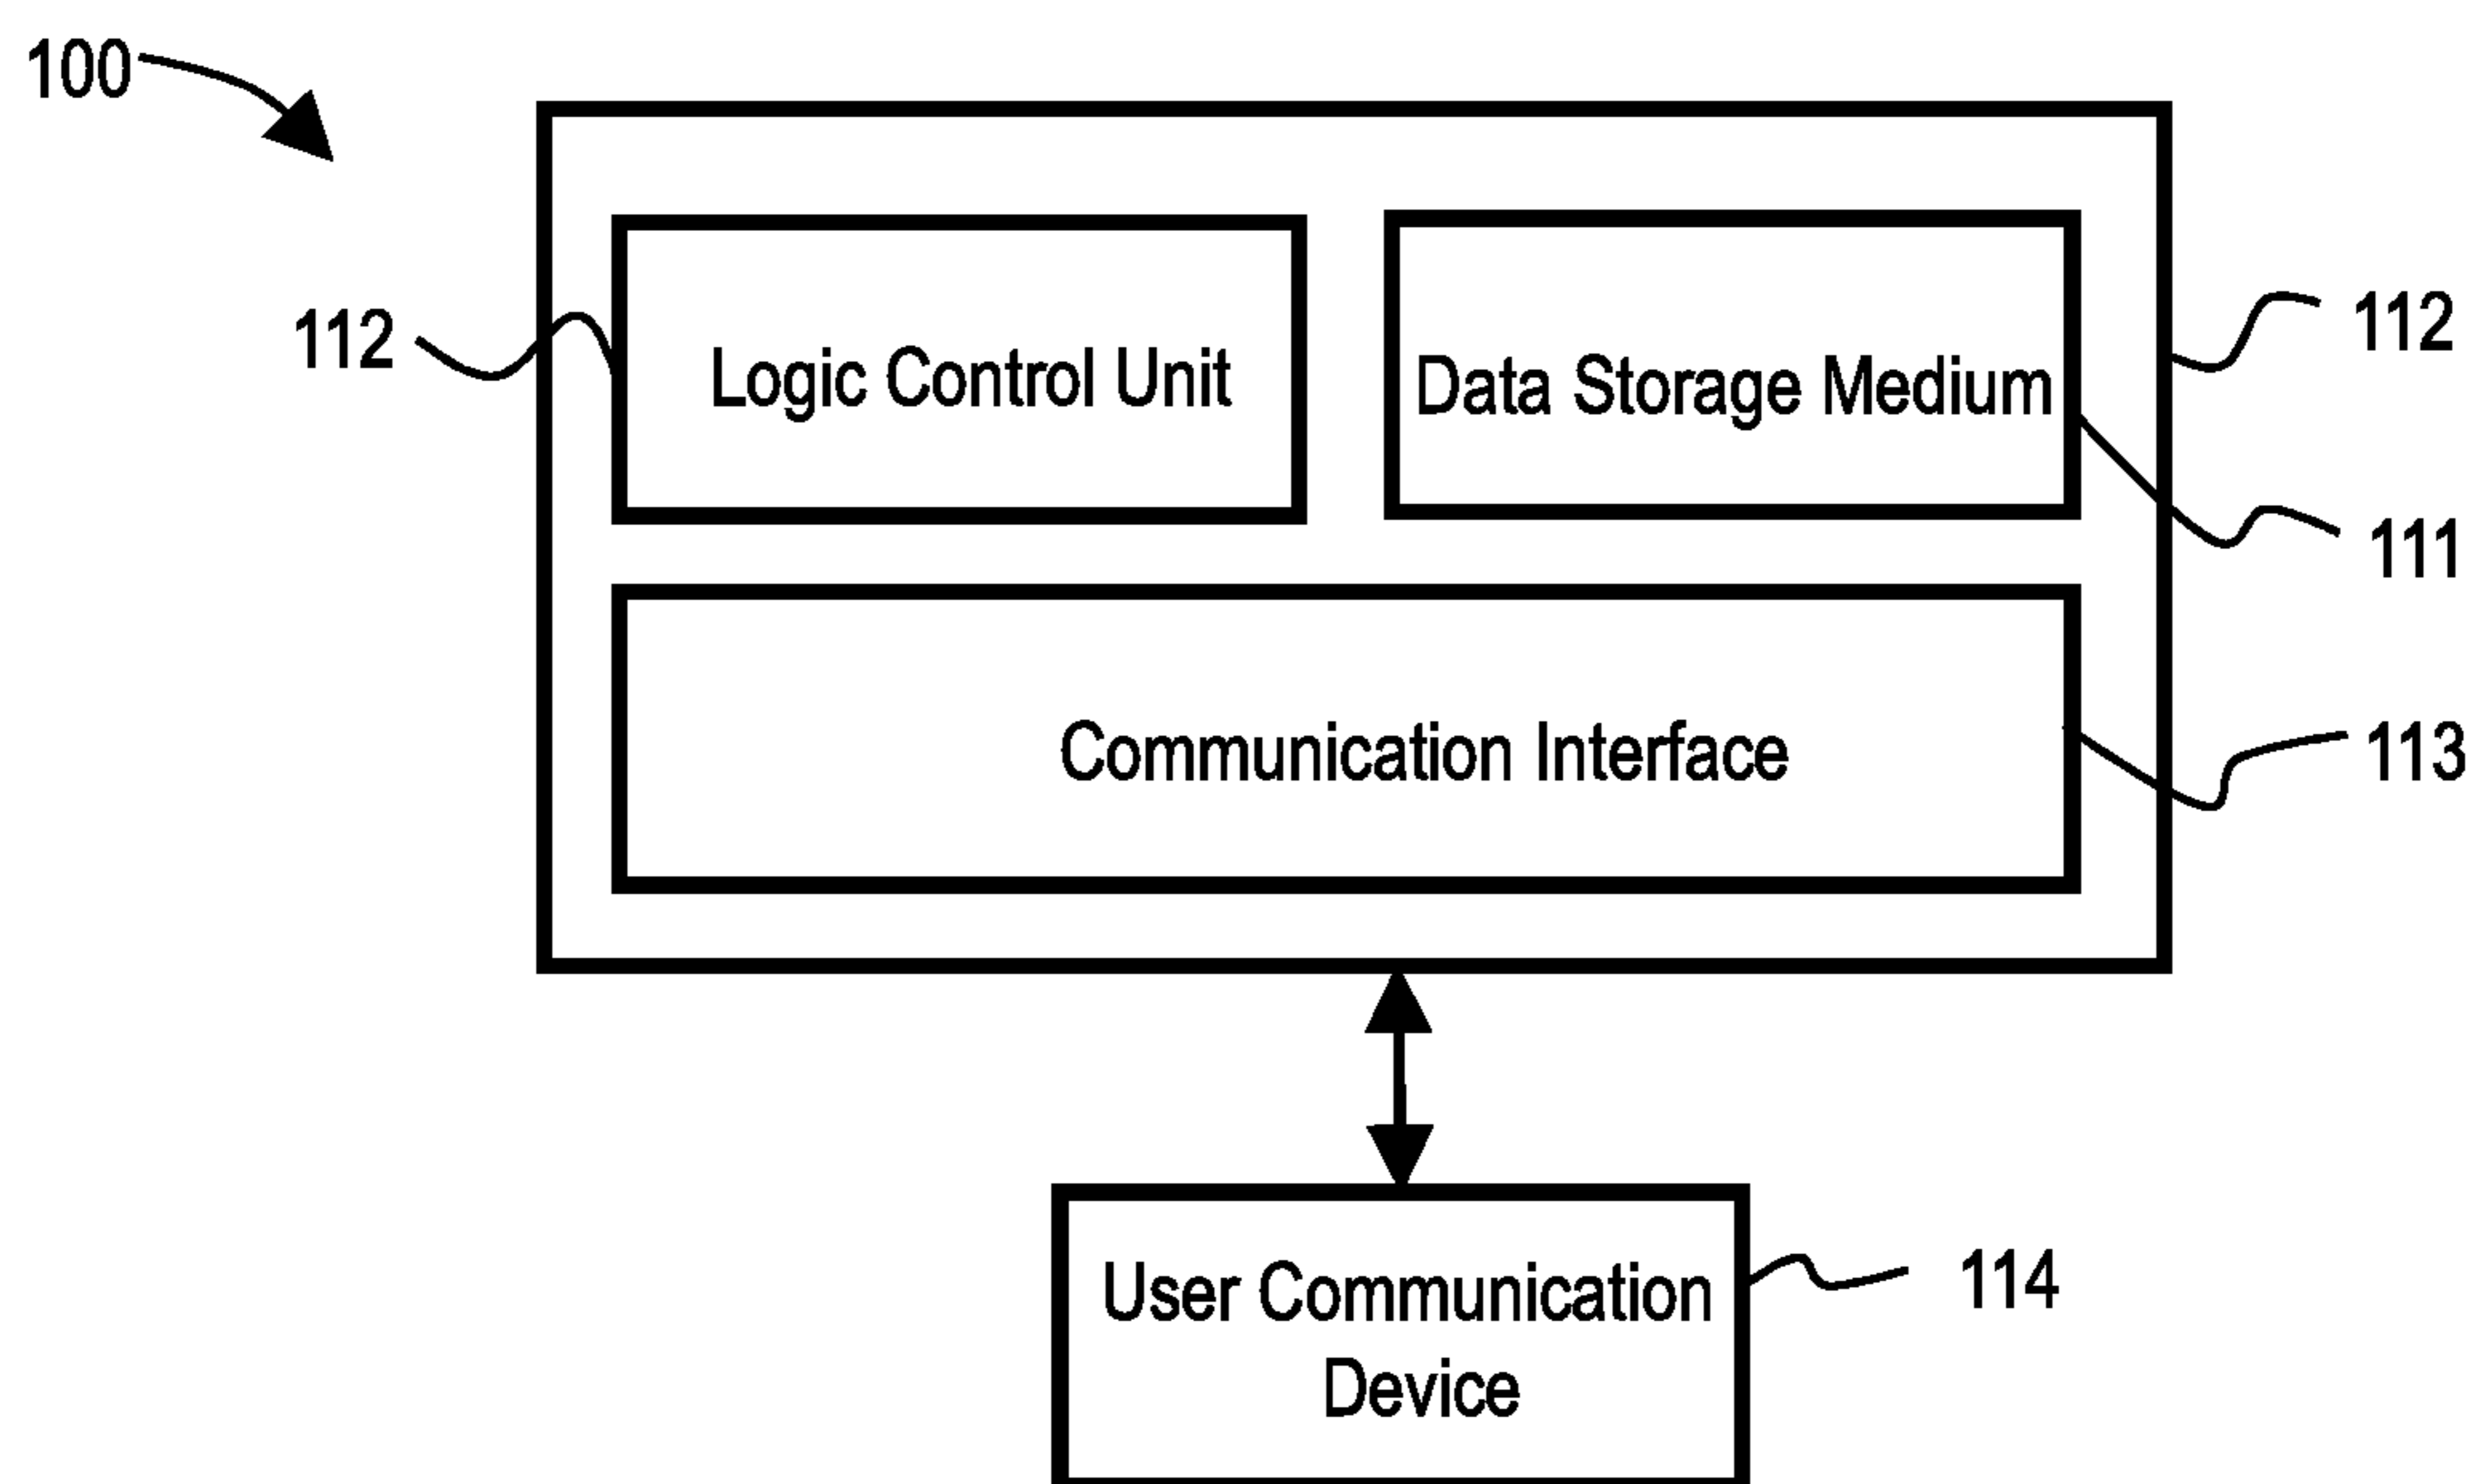 100
112
Logic Control Unit
Data Storage Medium
112
111
Communication Interface
113
User Communication
Device
114